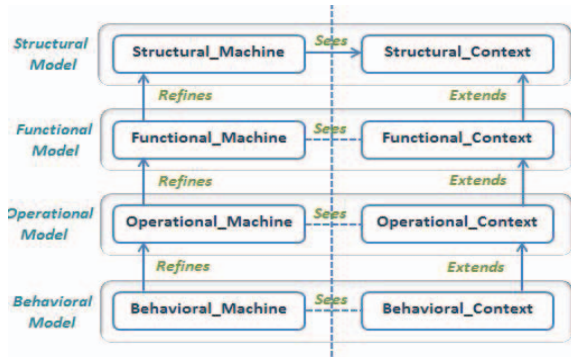 Structural
Model
Structural_Machine
Sees
Structural_Context
Refines
Extends
Functional
Model
Functional_Machine
Sees
Functional_Context
Refines
Extends
Operational
Model
Operational_Machine
Sees
Operational_Context
Refines
Extends
Behavioral
Model
Behavioral_Machine
Sees
Behavioral_Context